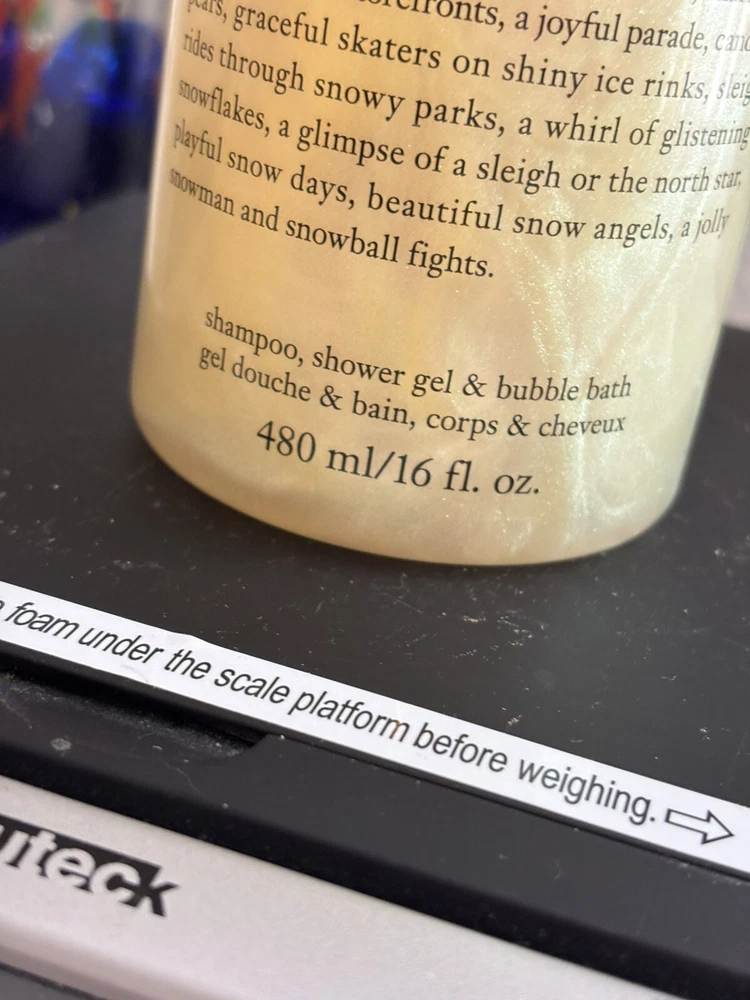 a joyful parade,
graceful skaters on shiny ice rinks,
rides through snowy parks, a whirl of glistening
snowflakes, a glimpse of a sleigh or the north star,
playful snow days, beautiful snow angels, a jolly
snowman and snowball fights.
shampoo, shower gel & bubble bath
gel douche & bain, corps & cheveux
480 ml/16 fl. oz.
foam under the scale platform before weighing.
uteck